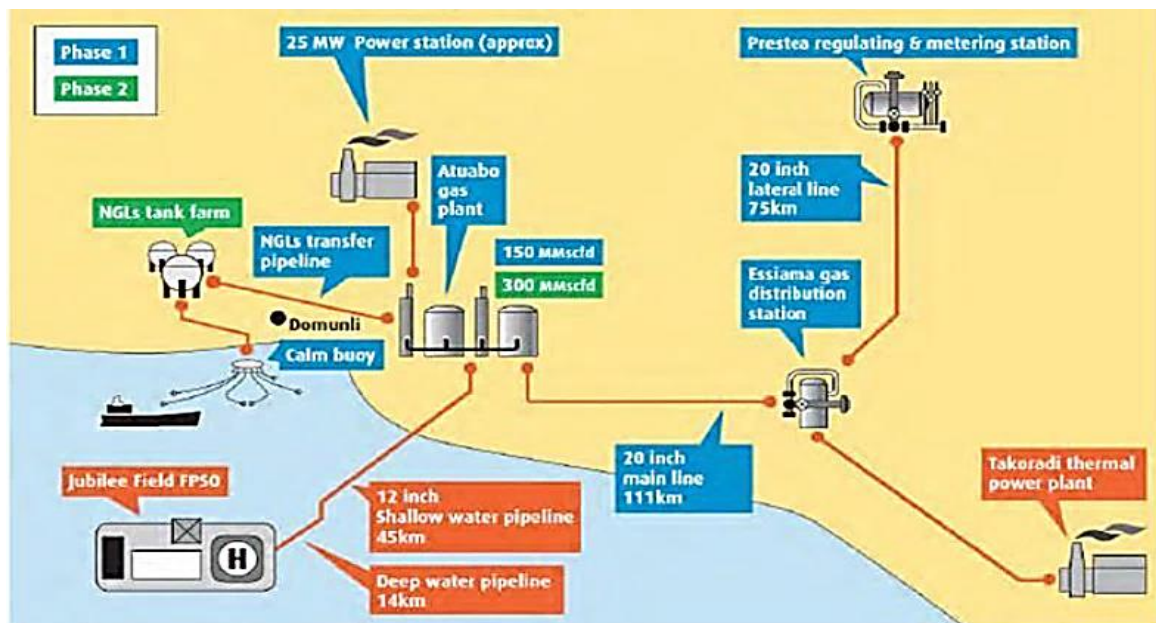 Phase 1
Phase 2
25 MW Power station (approx)
Prestea regulating & metering station
Atuabo
gas
plant
20 inch
lateral line
75km
NGLs tank farm
NGLs transfer
pipeline
150 MMscfd
300 MMscfd
Essiama gas
distribution
station
Domunli
Calm buoy
20 inch
main line
111km
Jubilee Field FPSO
12 inch
Shallow water pipeline
45km
Deep water pipeline
14km
H
Takoradi thermal
power plant